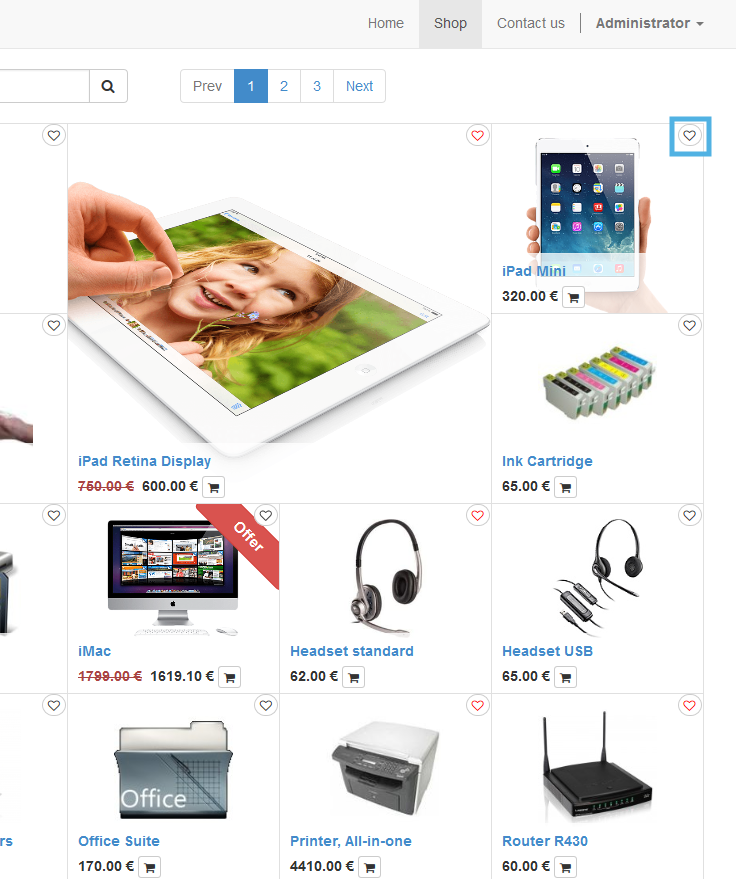 Home Shop Contact us Administrator
Prev 1 2 3 Next
iPad Mini
320.00 €
iPad Retina Display
750.00 € 600.00 €
Ink Cartridge
65.00 €
Offer
iMac
1799.00 € 1619.10 €
Headset standard
62.00 €
Headset USB
65.00 €
Office
rs
Office Suite
170.00 €
Printer, All-in-one
4410.00 €
Router R430
60.00 €